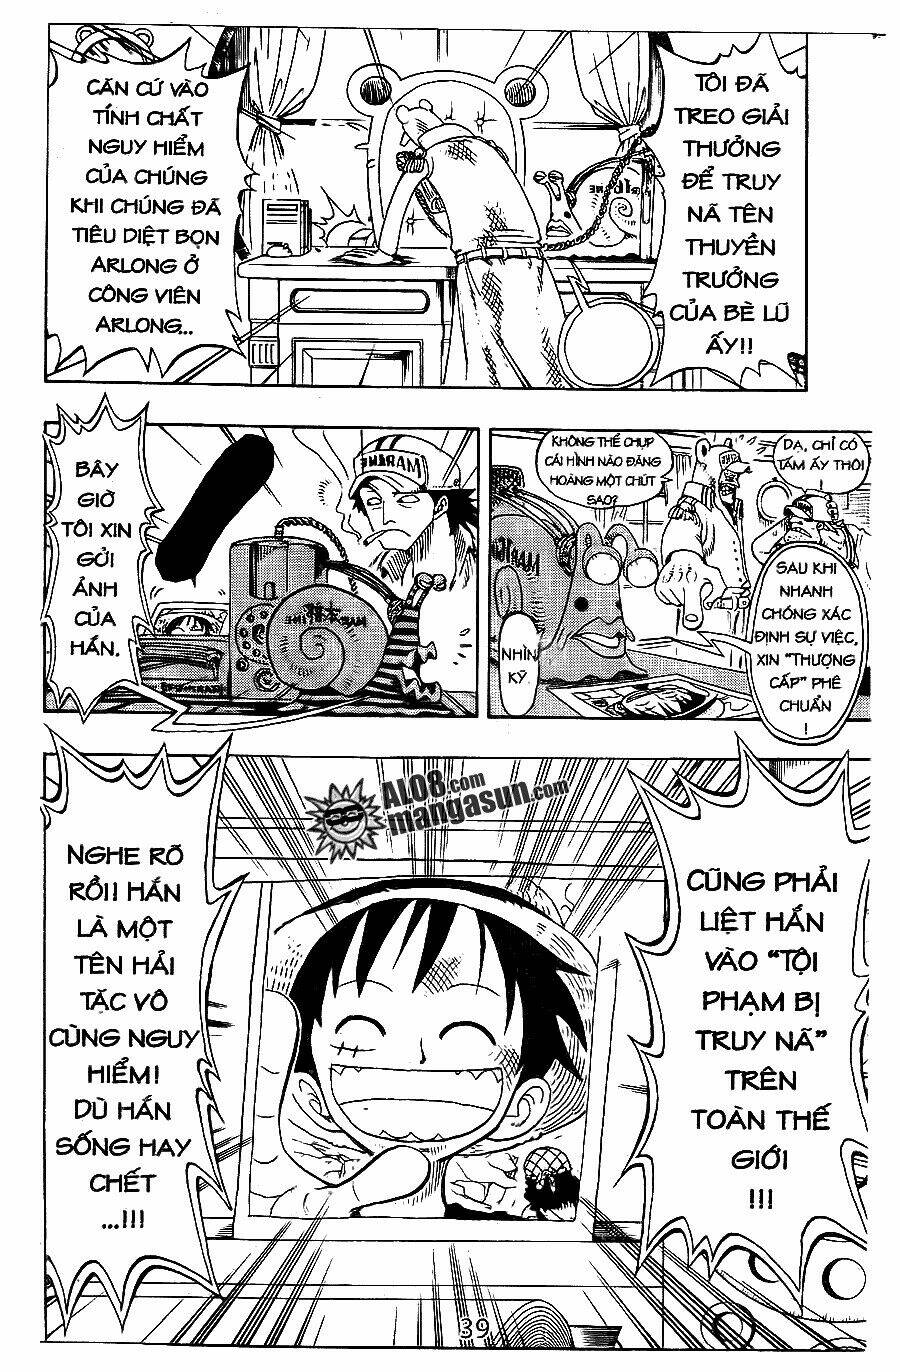 TÔI ĐÃ
TREO GIẢI
THƯỞNG
ĐỂ TRUY
NÃ TÊN
THUYỀN
TRƯỞNG
CỦA BÈ LŨ
ẤY!!
CĂN CỨ VÀO
TÍNH CHẤT
NGUY HIỂM
CỦA CHÚNG
KHI CHÚNG ĐÃ
TIÊU DIỆT BỌN
ARLONG Ở
CÔNG VIÊN
ARLONG...
DẠ, CHỈ CÓ
TẤM ẤY THÔI
KHÔNG THỂ CHỤP
CÁI HÌNH NÀO ĐÀNG
HOÀNG MỘT CHÚT
SAO?
SAU KHI
NHANH
CHÓNG XÁC
ĐỊNH SỰ VIỆC,
XIN "THƯỢNG
CẤP" PHÊ
CHUẨN
!
NHÌN
KỸ.
BÂY
GIỜ
TÔI XIN
GỞI
ẢNH
CỦA
HẮN.
CŨNG PHẢI
LIỆT HẮN
VÀO "TỘI
PHẠM BỊ
TRUY NÃ"
TRÊN
TOÀN THẾ
GIỚI
!!!
NGHE RÕ
RỒI! HẮN
LÀ MỘT
TÊN HẢI
TẶC VÔ
CÙNG NGUY
HIỂM!
DÙ HẮN
SỐNG HAY
CHẾT
...!!!
ALO8.com
mangasun.com
39